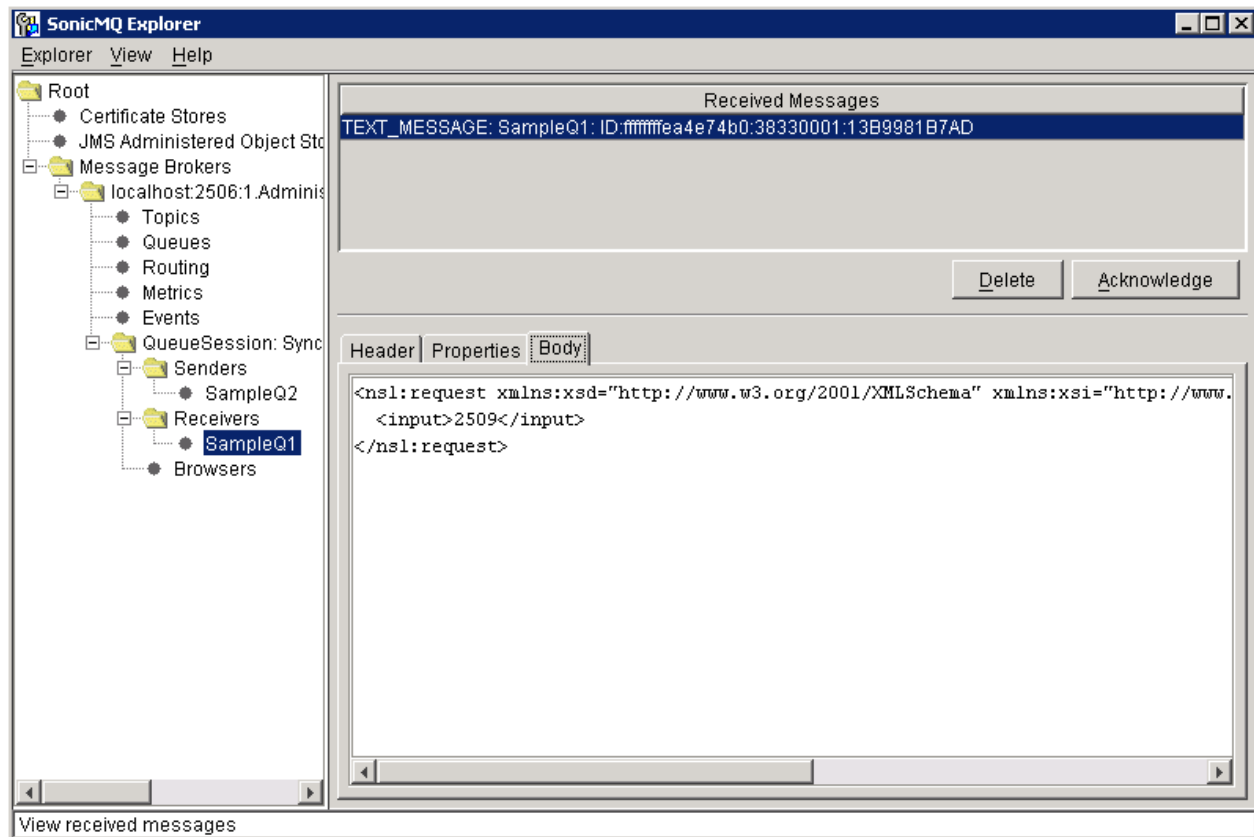 SonicMQ Explorer
Explorer View Help
Root
Certificate Stores
JMS Administered Object Sto
Message Brokers
localhost:2506:1.Adminis
Topics
Queues
Routing
Metrics
Events
QueueSession: Sync
Senders
SampleQ2
Receivers
SampleQ1
Browsers
Received Messages
TEXT_MESSAGE: SampleQ1: ID:ffffffffea4e74b0:38330001:13B9981B7AD
Delete Acknowledge
Header Properties Body
<nsl:request xmlns:xsd="http://www.w3.org/2001/XMLSchema" xmlns:xsi="http://www.
<input>2509</input>
</nsl:request>
View received messages